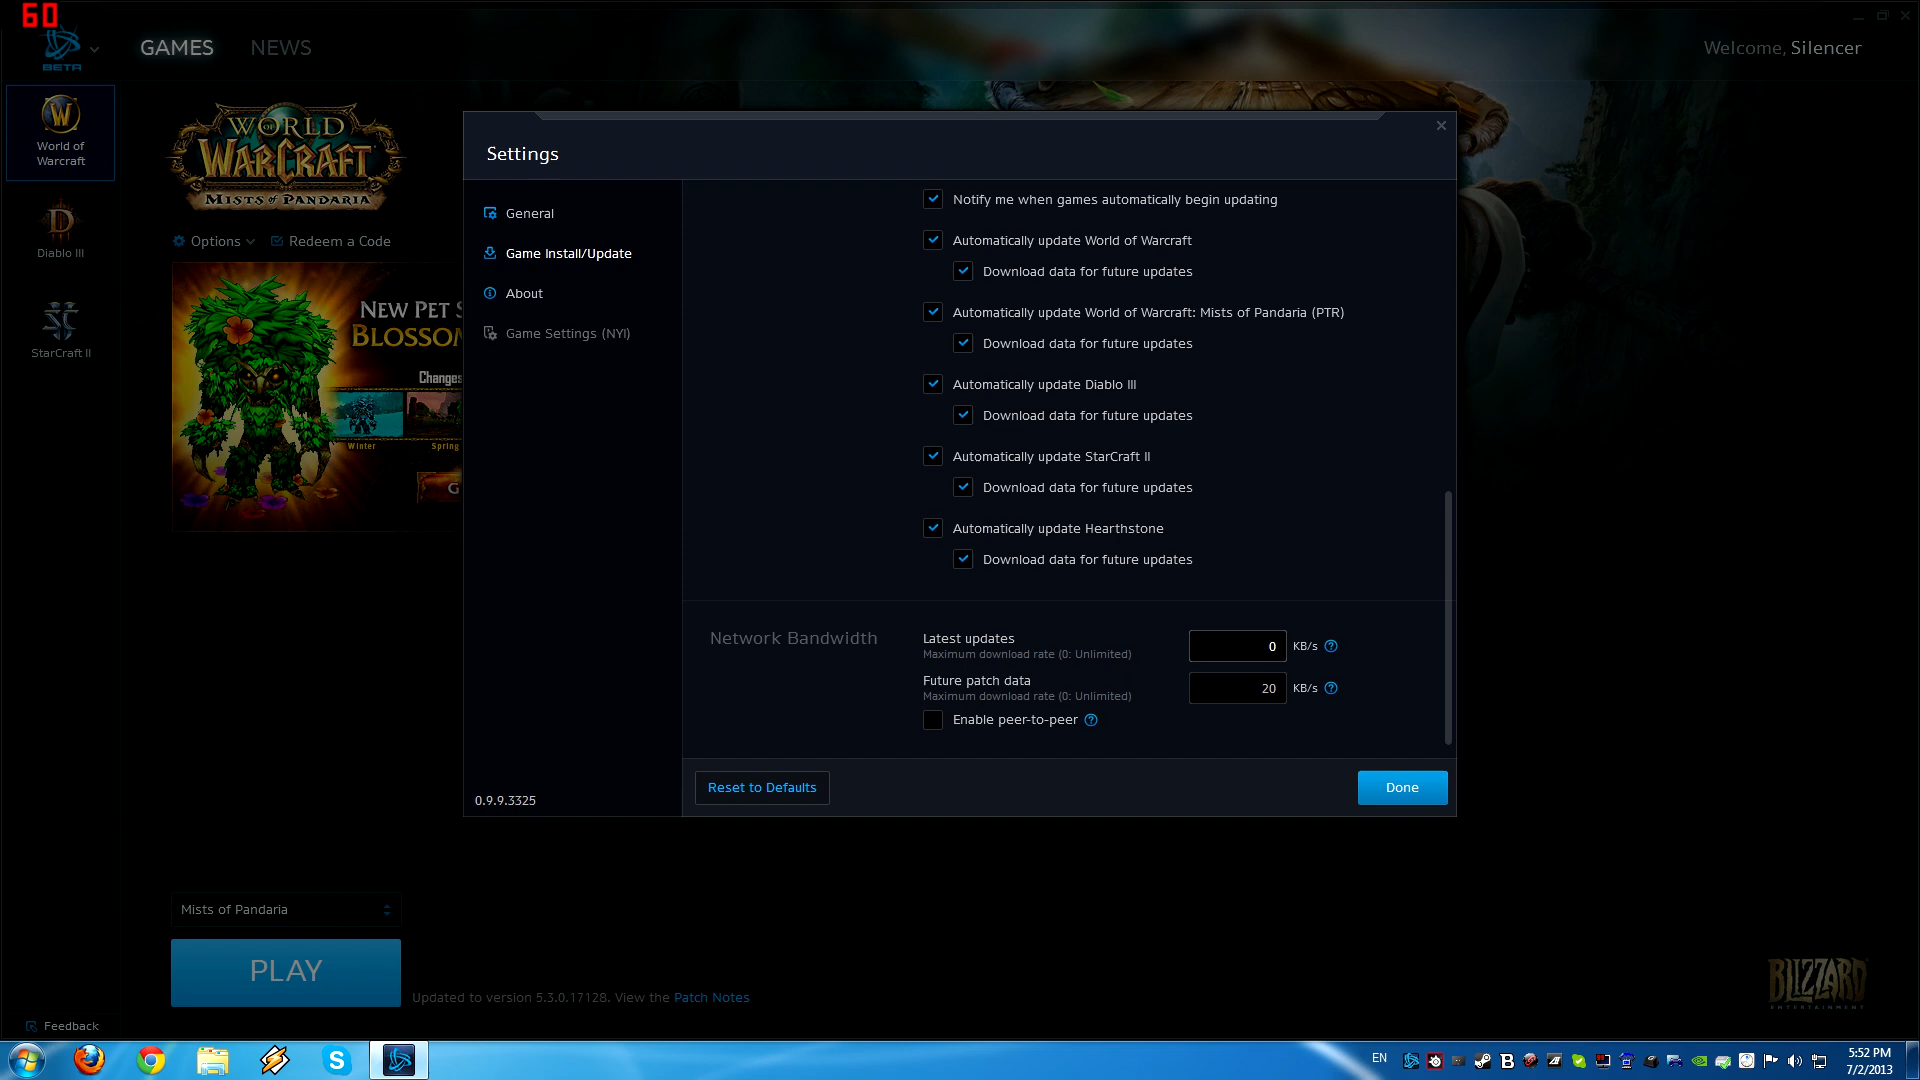 60
BETA
GAMES
NEWS
Welcome, Silencer
World of
Warcraft
Diablo III
StarCraft II
WORLD
OF
WARCRAFT
MISTS of PANDARIA
Options
Redeem a Code
NEW PET S
BLOSSOM
Changes
Winter
Spring
G
Settings
General
Game Install/Update
About
Game Settings (NYI)
0.9.9.3325
Notify me when games automatically begin updating
Automatically update World of Warcraft
Download data for future updates
Automatically update World of Warcraft: Mists of Pandaria (PTR)
Download data for future updates
Automatically update Diablo III
Download data for future updates
Automatically update StarCraft II
Download data for future updates
Automatically update Hearthstone
Download data for future updates
Network Bandwidth
Latest updates
Maximum download rate (0: Unlimited)
0 KB/s
Future patch data
Maximum download rate (0: Unlimited)
20 KB/s
Enable peer-to-peer
Reset to Defaults
Done
Mists of Pandaria
PLAY
Updated to version 5.3.0.17128. View the Patch Notes
BLIZZARD
ENTERTAINMENT
Feedback
EN
5:52 PM
7/2/2013